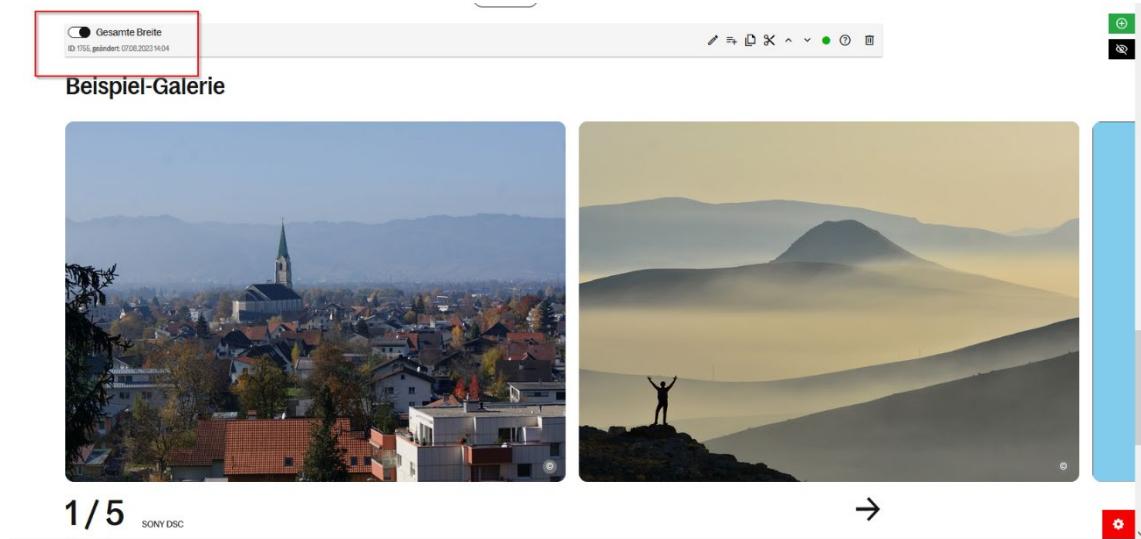 Gesamte Breite
ID: 1755, geändert: 07.08.2023 14:04
Beispiel-Galerie
©
©
1 / 5
SONY DSC